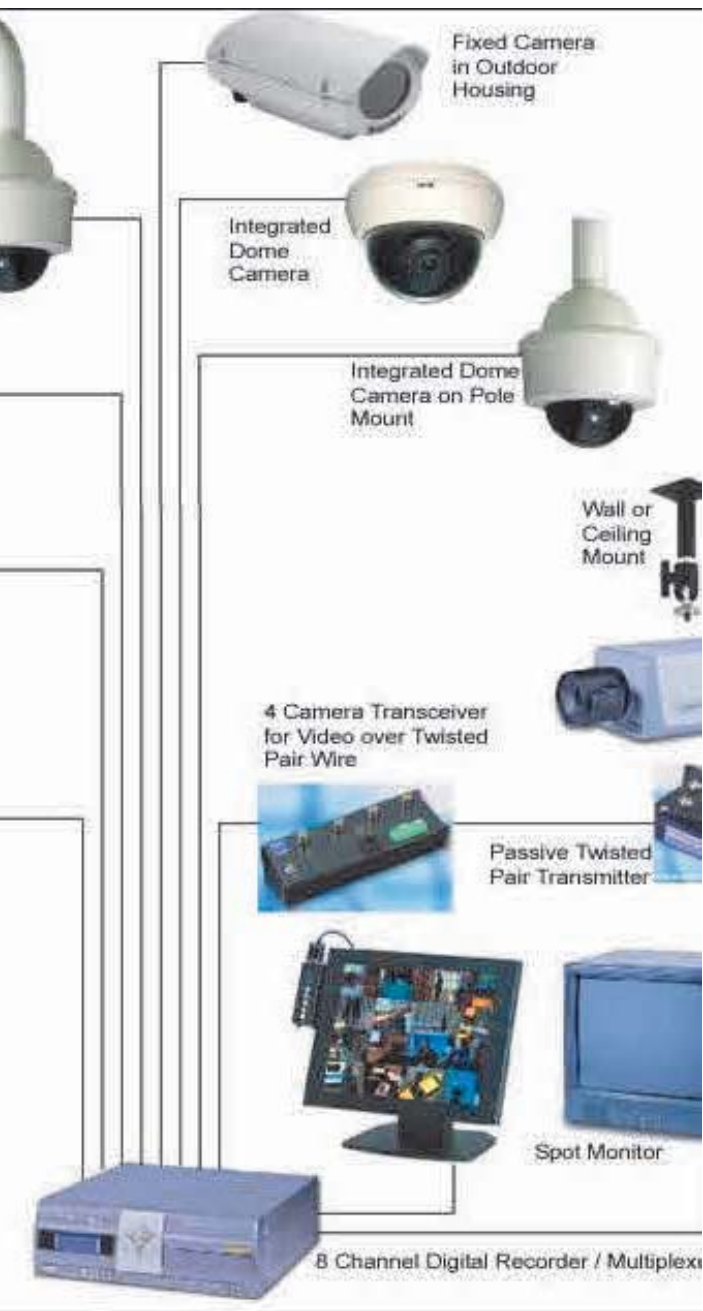 Fixed Camera
in Outdoor
Housing
Integrated
Dome
Camera
Integrated Dome
Camera on Pole
Mount
Wall or
Ceiling
Mount
4 Camera Transceiver
for Video over Twisted
Pair Wire
Passive Twisted
Pair Transmitter
Spot Monitor
8 Channel Digital Recorder / Multiplexe